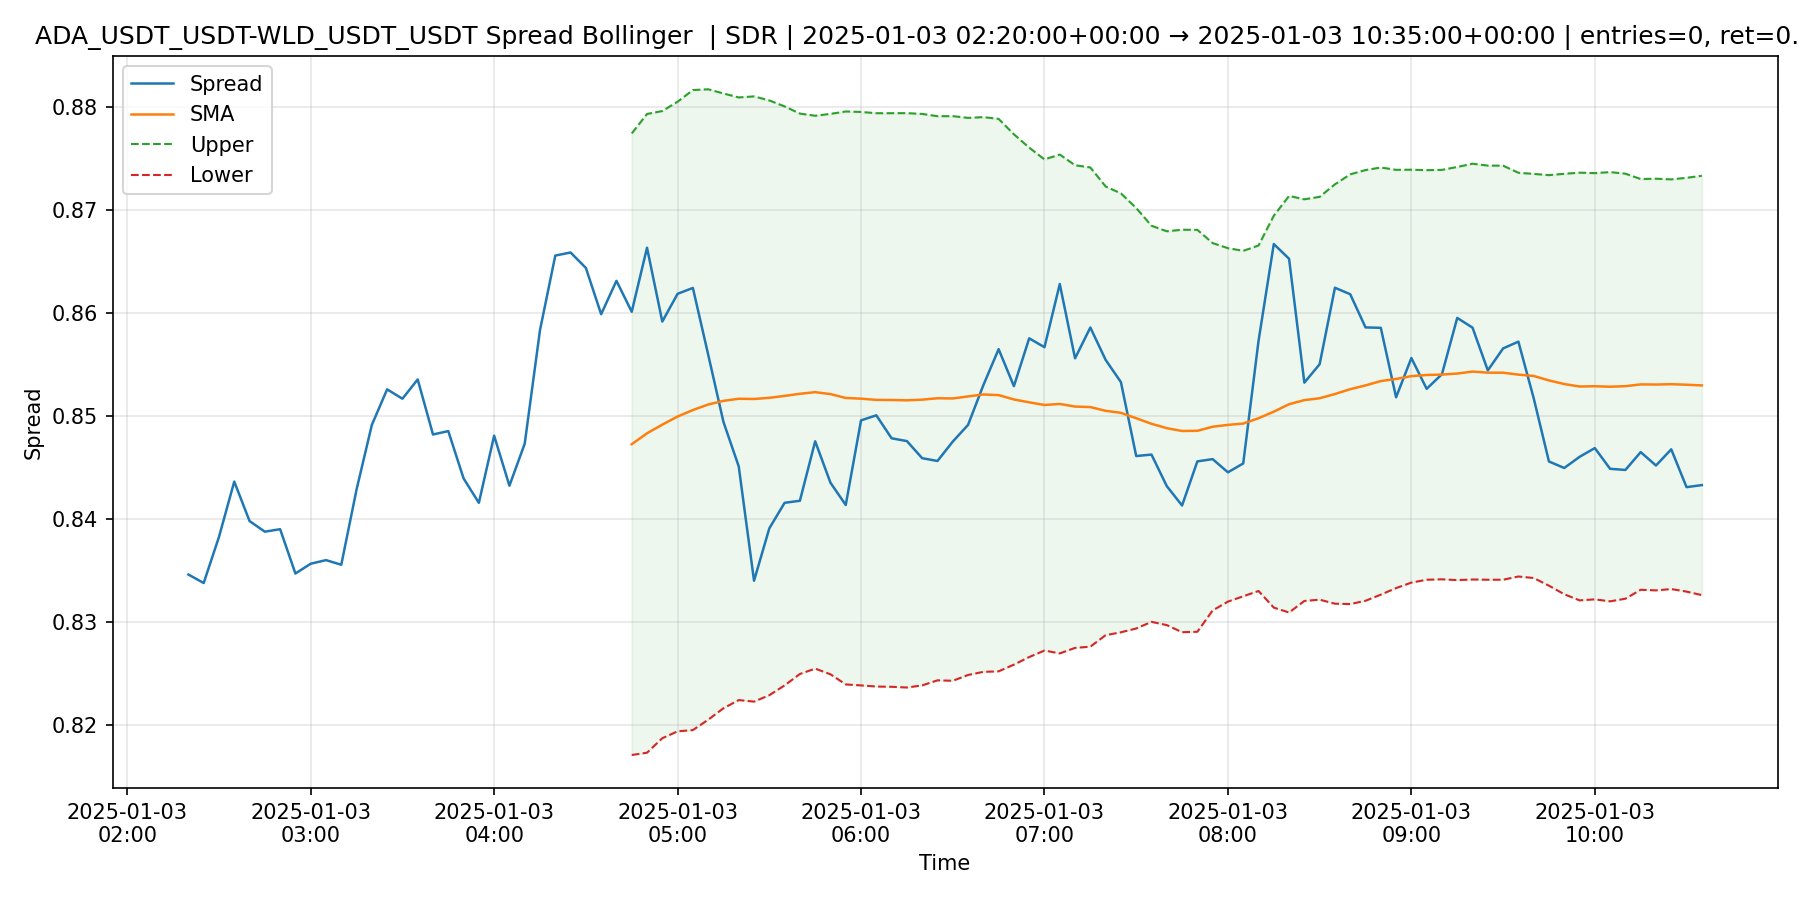 ADA_USDT_USDT-WLD_USDT_USDT Spread Bollinger | SDR | 2025-01-03 02:20:00+00:00 → 2025-01-03 10:35:00+00:00 | entries=0, ret=0.
Spread
SMA
Upper
Lower
0.88
0.87
0.86
0.85
0.84
0.83
0.82
Spread
2025-01-03 2025-01-03 2025-01-03 2025-01-03 2025-01-03 2025-01-03 2025-01-03 2025-01-03 2025-01-03
02:00 03:00 04:00 05:00 06:00 07:00 08:00 09:00 10:00
Time